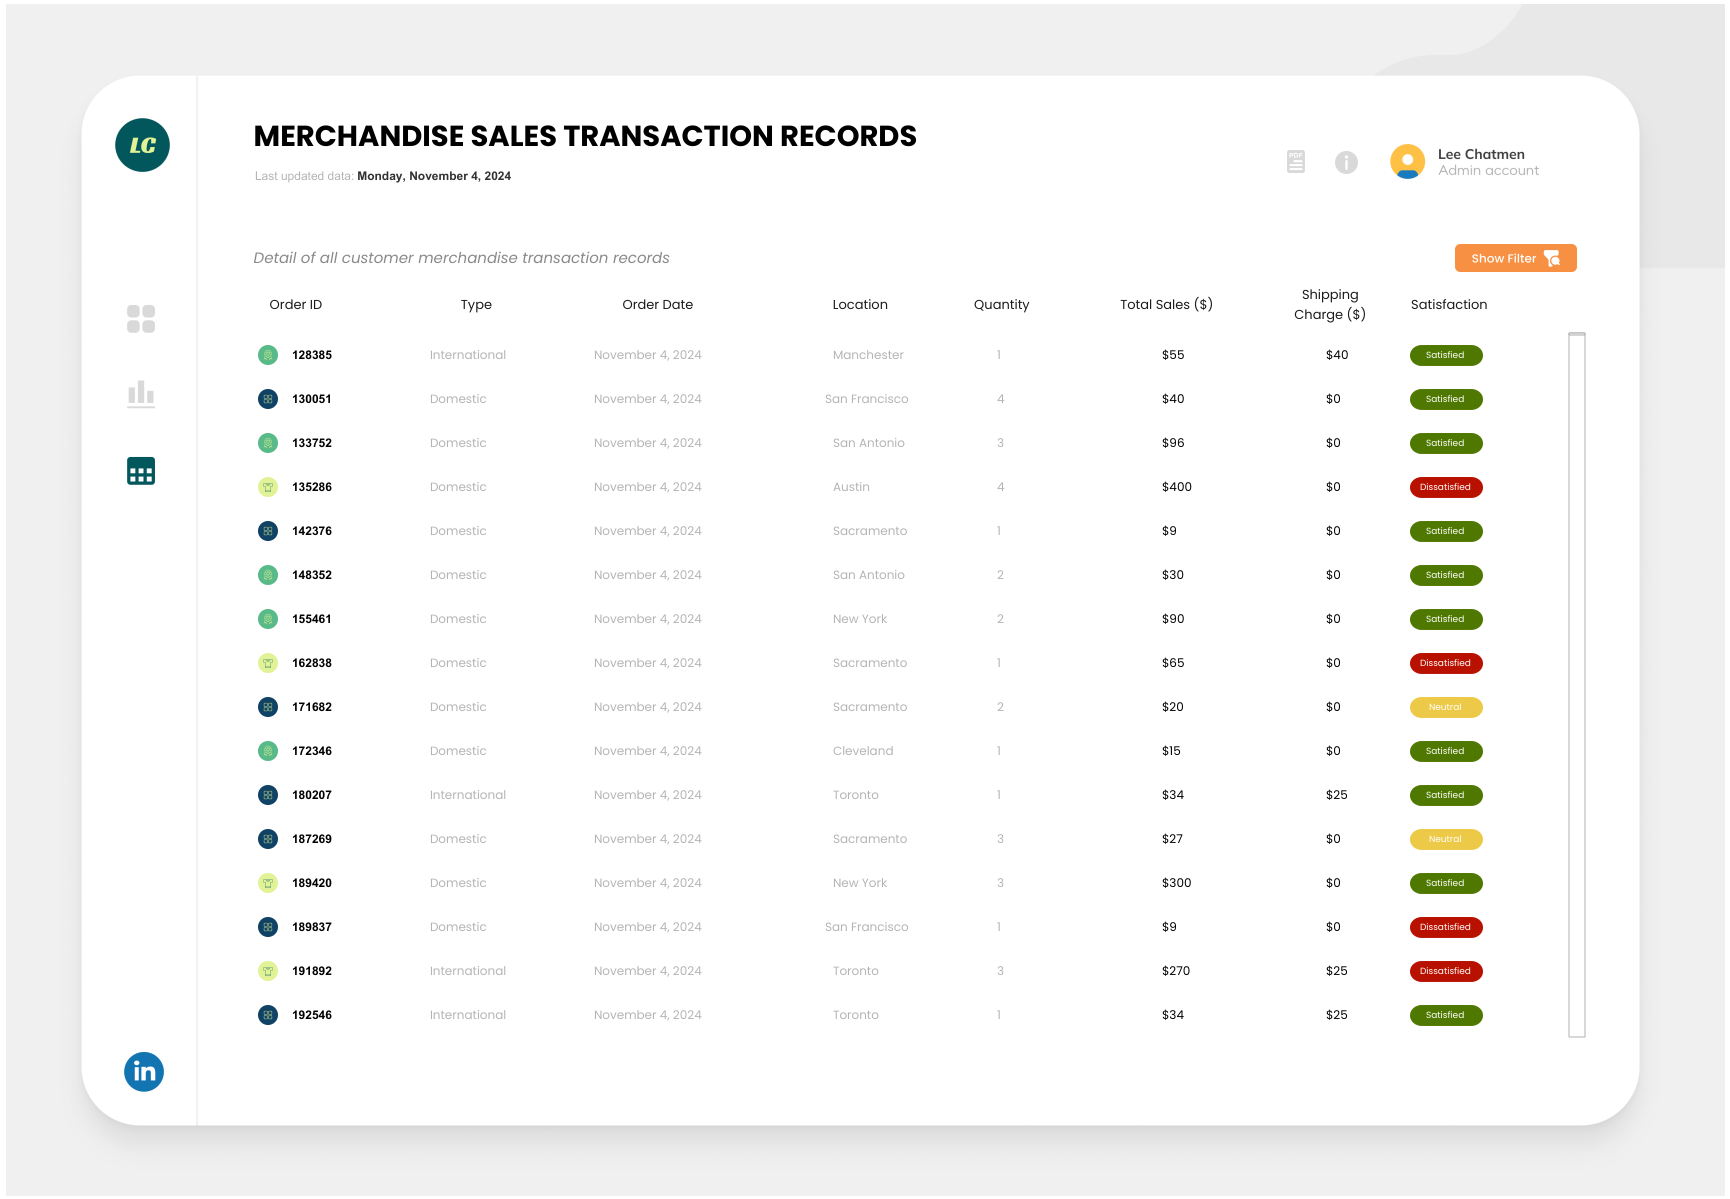 LC
MERCHANDISE SALES TRANSACTION RECORDS
Last updated data: Monday, November 4, 2024
PDF
Lee Chatmen
Admin account
Detail of all customer merchandise transaction records
Show Filter
Order ID Type Order Date Location Quantity Total Sales ($) Shipping Charge ($) Satisfaction
128385 International November 4, 2024 Manchester 1 $55 $40 Satisfied
130051 Domestic November 4, 2024 San Francisco 4 $40 $0 Satisfied
133752 Domestic November 4, 2024 San Antonio 3 $96 $0 Satisfied
135286 Domestic November 4, 2024 Austin 4 $400 $0 Dissatisfied
142376 Domestic November 4, 2024 Sacramento 1 $9 $0 Satisfied
148352 Domestic November 4, 2024 San Antonio 2 $30 $0 Satisfied
155461 Domestic November 4, 2024 New York 2 $90 $0 Satisfied
162838 Domestic November 4, 2024 Sacramento 1 $65 $0 Dissatisfied
171682 Domestic November 4, 2024 Sacramento 2 $20 $0 Neutral
172346 Domestic November 4, 2024 Cleveland 1 $15 $0 Satisfied
180207 International November 4, 2024 Toronto 1 $34 $25 Satisfied
187269 Domestic November 4, 2024 Sacramento 3 $27 $0 Neutral
189420 Domestic November 4, 2024 New York 3 $300 $0 Satisfied
189837 Domestic November 4, 2024 San Francisco 1 $9 $0 Dissatisfied
191892 International November 4, 2024 Toronto 3 $270 $25 Dissatisfied
192546 International November 4, 2024 Toronto 1 $34 $25 Satisfied
in